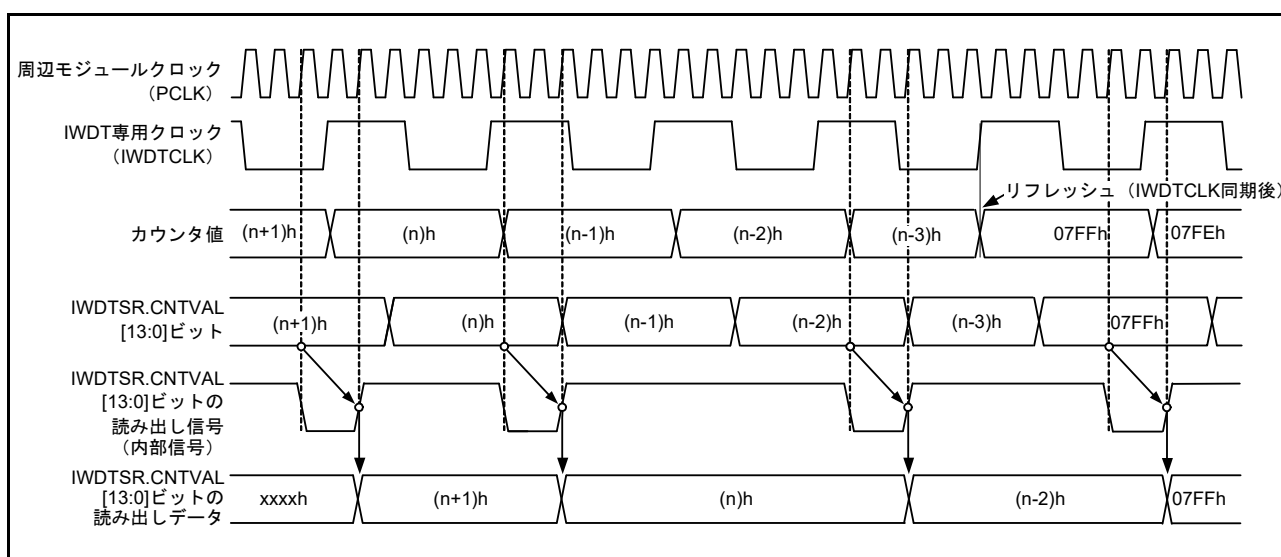 周辺モジュールクロック
（PCLK）
IWDT専用クロック
（IWDTCLK）
リフレッシュ（IWDTCLK同期後）
カウンタ値
(n+1)h
(n)h
(n-1)h
(n-2)h
(n-3)h
07FFh
07FEh
IWDTSR.CNTVAL
[13:0]ビット
(n+1)h
(n)h
(n-1)h
(n-2)h
(n-3)h
07FFh
IWDTSR.CNTVAL
[13:0]ビットの
読み出し信号
（内部信号）
IWDTSR.CNTVAL
[13:0]ビットの
読み出しデータ
xxxxh
(n+1)h
(n)h
(n-2)h
07FFh